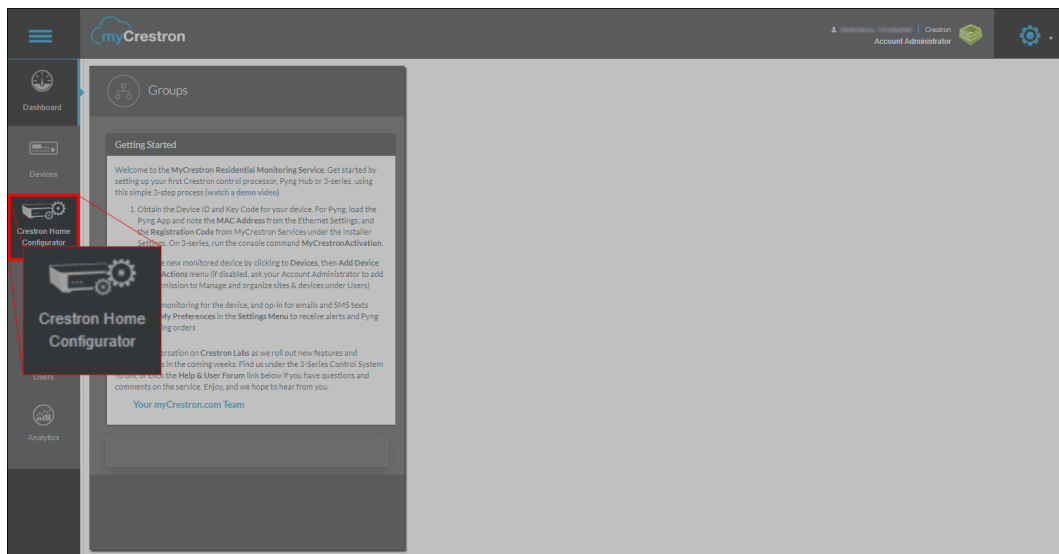 myCrestron
Crestron
Account Administrator
Dashboard
Devices
Crestron Home
Configurator
Crestron Home
Configurator
Users
Analytics
Groups
Getting Started
Welcome to the MyCrestron Residential Monitoring Service. Get started by
setting up your first Crestron control processor, Pyng Hub or 3-series, using
this simple 3-step process (watch a demo video)
1. Obtain the Device ID and Key Code for your device. For Pyng, load the
Pyng App and note the MAC Address from the Ethernet Settings, and
the Registration Code from MyCrestron Services under the Installer
Settings. On 3-series, run the console command MyCrestronActivation.
new monitored device by clicking to Devices, then Add Device
Actions menu (if disabled, ask your Account Administrator to add
mission to Manage and organize sites & devices under Users)
monitoring for the device, and op-in for emails and SMS texts
My Preferences in the Settings Menu to receive alerts and Pyng
ing orders
ersation on Crestron Labs as we roll out new features and
s in the coming weeks. Find us under the 3-Series Control System
the Help & User Forum link below if you have questions and
comments on the service. Enjoy, and we hope to hear from you.
Your myCrestron.com Team